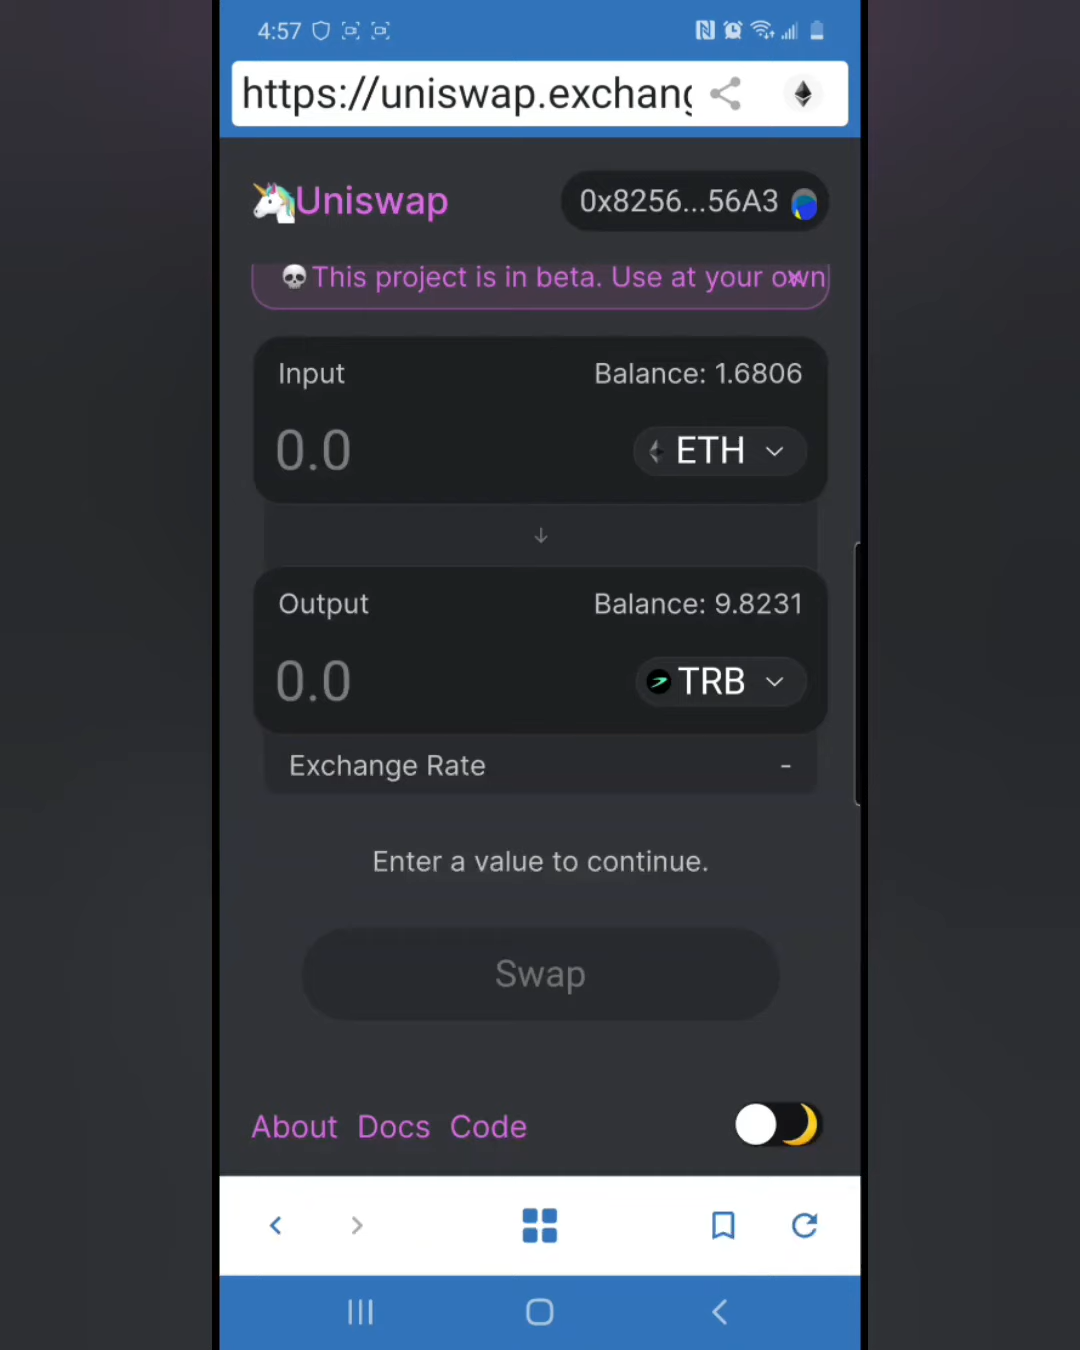 4:57
https://uniswap.exchang
Uniswap
0x8256...56A3
This project is in beta. Use at your own
Input
Balance: 1.6806
0.0
ETH
Output
Balance: 9.8231
0.0
TRB
Exchange Rate
-
Enter a value to continue.
Swap
About Docs Code